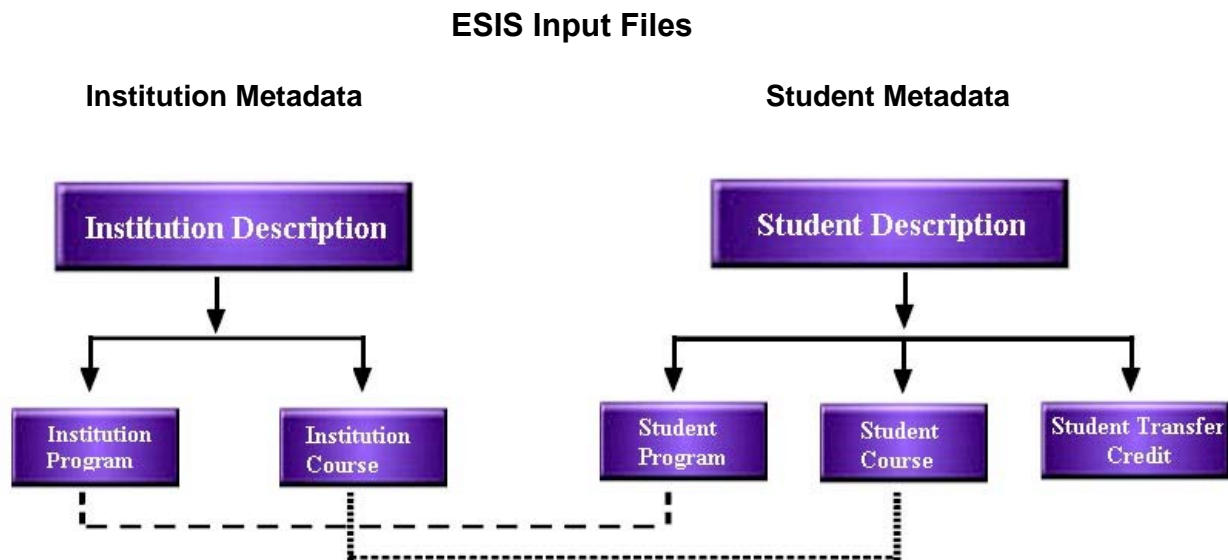 ESIS Input Files
Institution Metadata
Student Metadata
Institution Description
Student Description
Institution
Program
Institution
Course
Student
Program
Student
Course
Student Transfer
Credit